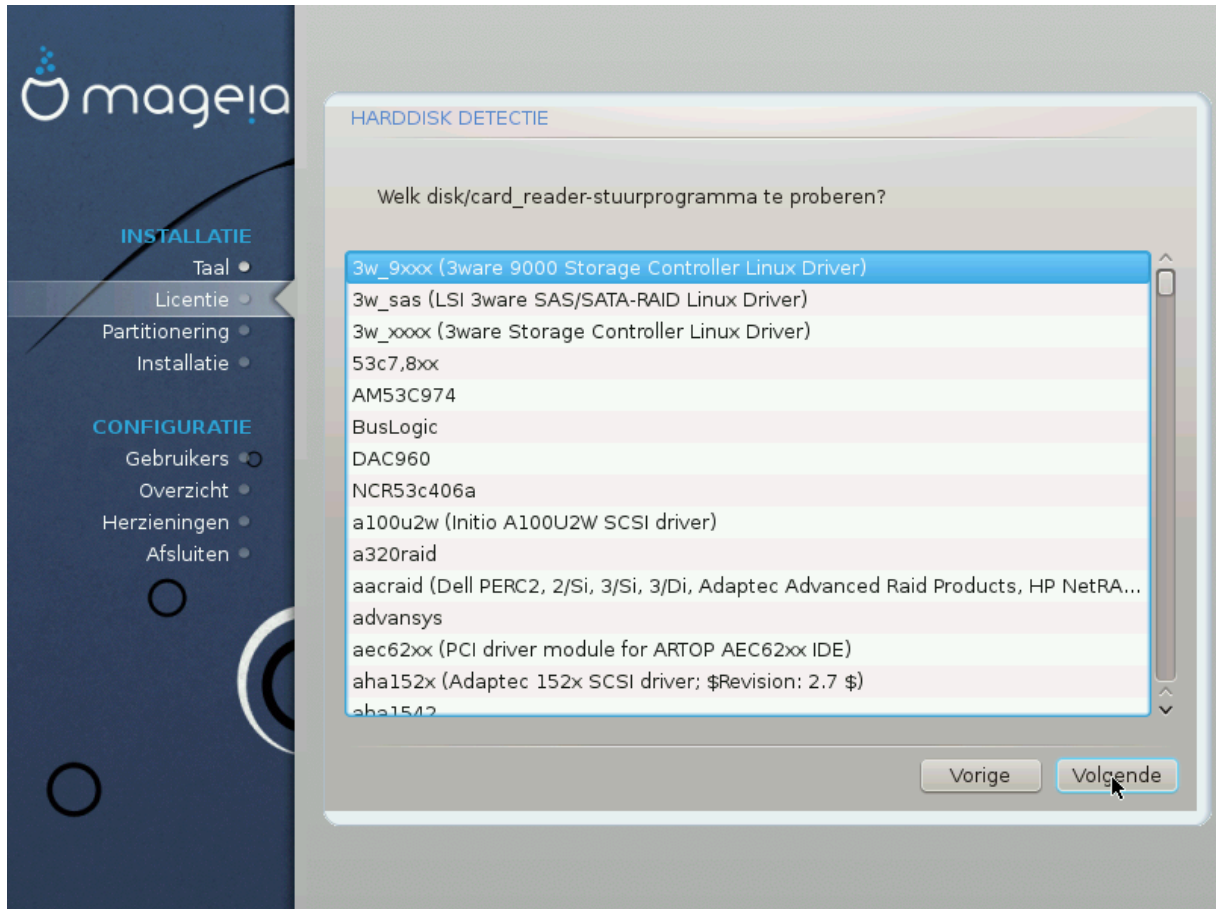 mageia
INSTALLATIE
Taal
Licentie
Partitionering
Installatie
CONFIGURATIE
Gebruikers
Overzicht
Herzieningen
Afsluiten
HARDDISK DETECTIE
Welk disk/card_reader-stuurprogramma te proberen?
3w_9xxx (3ware 9000 Storage Controller Linux Driver)
3w_sas (LSI 3ware SAS/SATA-RAID Linux Driver)
3w_xxxx (3ware Storage Controller Linux Driver)
53c7,8xx
AM53C974
BusLogic
DAC960
NCR53c406a
a100u2w (Initio A100U2W SCSI driver)
a320raid
aacraid (Dell PERC2, 2/Si, 3/Si, 3/Di, Adaptec Advanced Raid Products, HP NetRA...
advansys
aec62xx (PCI driver module for ARTOP AEC62xx IDE)
aha152x (Adaptec 152x SCSI driver; $Revision: 2.7 $)
aha1542
Vorige
Volgende